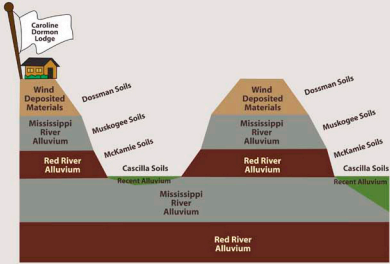 Caroline
Dormon
Lodge
Wind
Deposited
Materials
Dossman Soils
Mississippi
River
Alluvium
Muskogee Soils
Red River
Alluvium
McKamie Soils
Cascilla Soils
Recent Alluvium
Wind
Deposited
Materials
Dossman Soils
Mississippi
River
Alluvium
Muskogee Soils
Red River
Alluvium
McKamie Soils
Cascilla Soils
Recent Alluvium
Mississippi
River
Alluvium
Red River
Alluvium